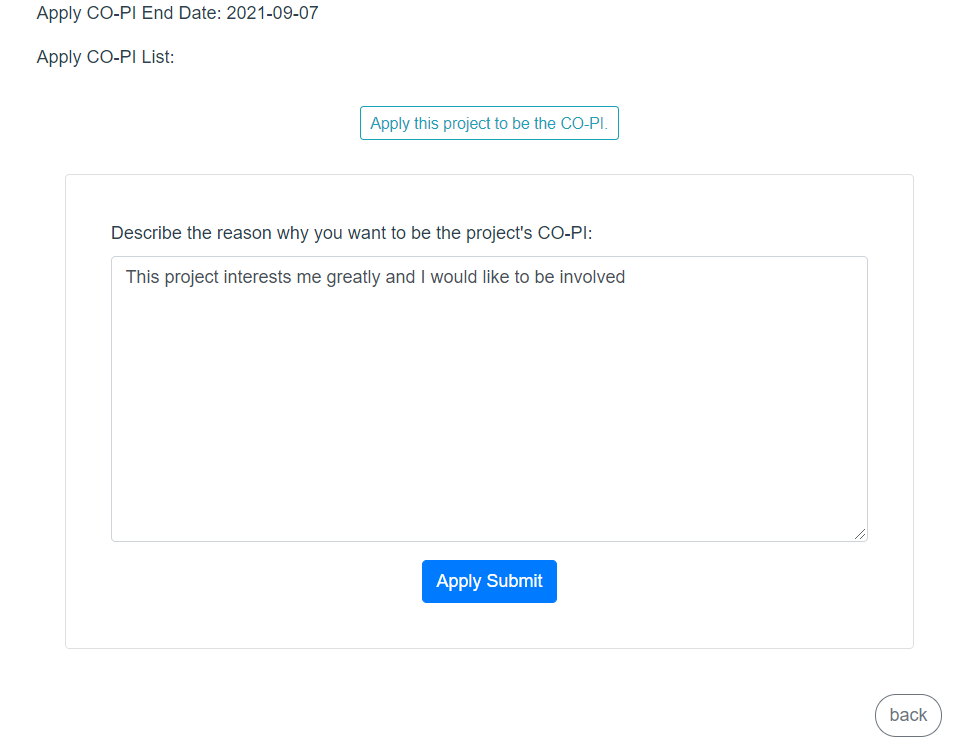 Apply CO-PI End Date: 2021-09-07
Apply CO-PI List:
Apply this project to be the CO-PI.
Describe the reason why you want to be the project's CO-PI:
This project interests me greatly and I would like to be involved
Apply Submit
back